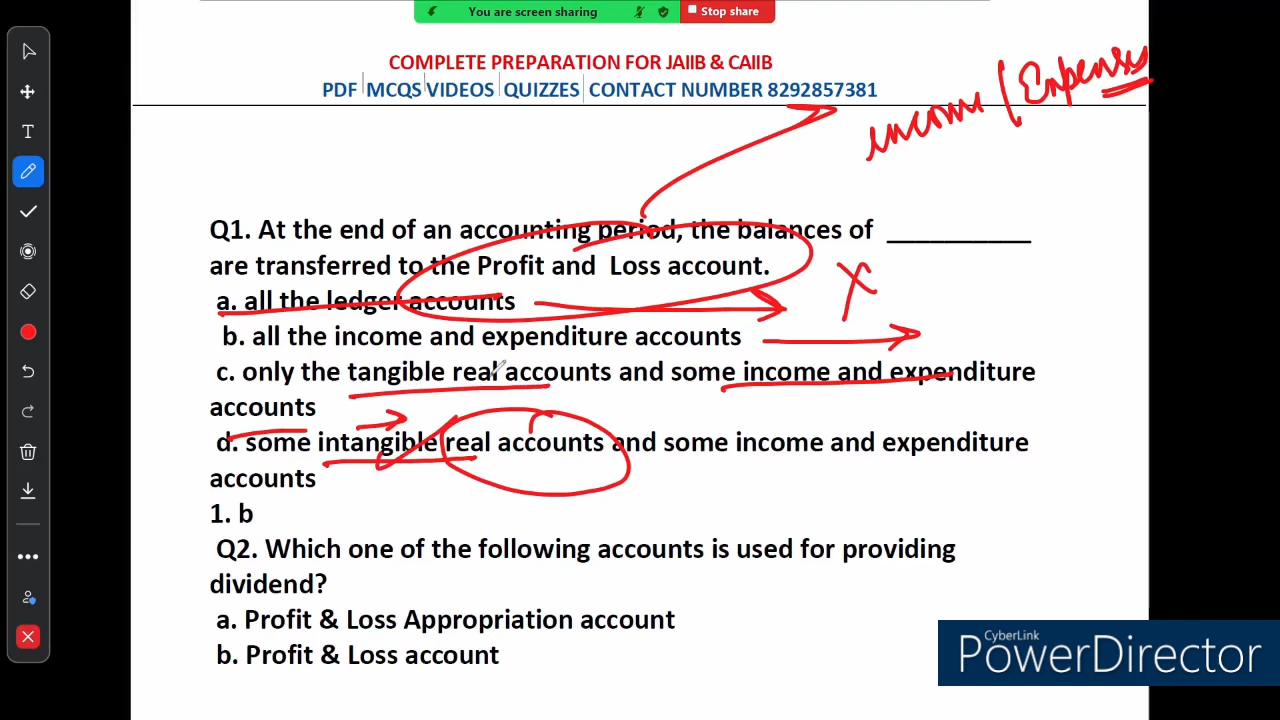 You are screen sharing
Stop share
COMPLETE PREPARATION FOR JAIIB & CAIIB
PDF MCQS VIDEOS QUIZZES CONTACT NUMBER 8292857381
income / Expenses
Q1. At the end of an accounting period, the balances of __________
are transferred to the Profit and Loss account.
a. all the ledger accounts
b. all the income and expenditure accounts
c. only the tangible real accounts and some income and expenditure
accounts
d. some intangible real accounts and some income and expenditure
accounts
1. b
Q2. Which one of the following accounts is used for providing
dividend?
a. Profit & Loss Appropriation account
b. Profit & Loss account
CyberLink
PowerDirector